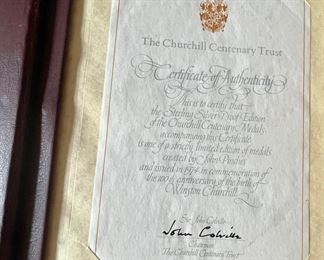 The Churchill Centenary Trust
Certificate of Authenticity
This is to certify that
the Sterling Silver Proof Edition
of the Churchill Centenary Medals
accompanying this Certificate
is one of a strictly limited edition of medals
created by John Pinches
and issued in 1974 in commemoration of
the 100th anniversary of the birth of
Winston Churchill.
Sir John Colville
John Colville
Chairman
The Churchill Centenary Trust